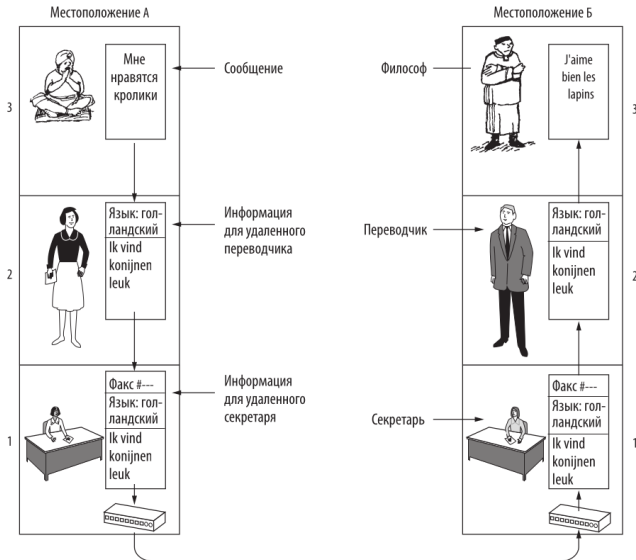 Местоположение А
Местоположение Б
3
Мне
нравятся
кролики
Сообщение
Философ
J'aime
bien les
lapins
3
2
Язык: гол-
ландский
Ik vind
konijnen
leuk
Информация
для удаленного
переводчика
Переводчик
Язык: гол-
ландский
Ik vind
konijnen
leuk
2
1
Факс #---
Язык: гол-
ландский
Ik vind
konijnen
leuk
Информация
для удаленного
секретаря
Секретарь
Факс #---
Язык: гол-
ландский
Ik vind
konijnen
leuk
1